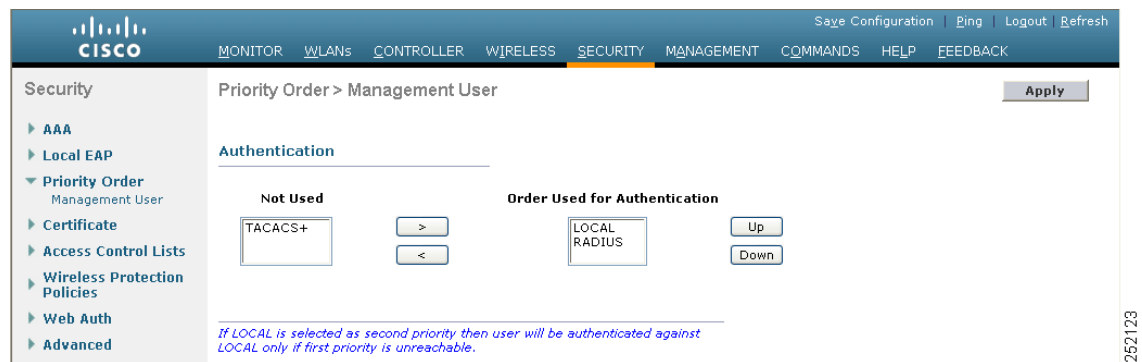 Save Configuration | Ping | Logout | Refresh
CISCO
MONITOR WLANs CONTROLLER WIRELESS SECURITY MANAGEMENT COMMANDS HELP FEEDBACK
Security
Priority Order > Management User
Apply
AAA
Local EAP
Priority Order
Management User
Certificate
Access Control Lists
Wireless Protection
Policies
Web Auth
Advanced
Authentication
Not Used
Order Used for Authentication
TACACS+
>
<
LOCAL
RADIUS
Up
Down
If LOCAL is selected as second priority then user will be authenticated against
LOCAL only if first priority is unreachable.
252123